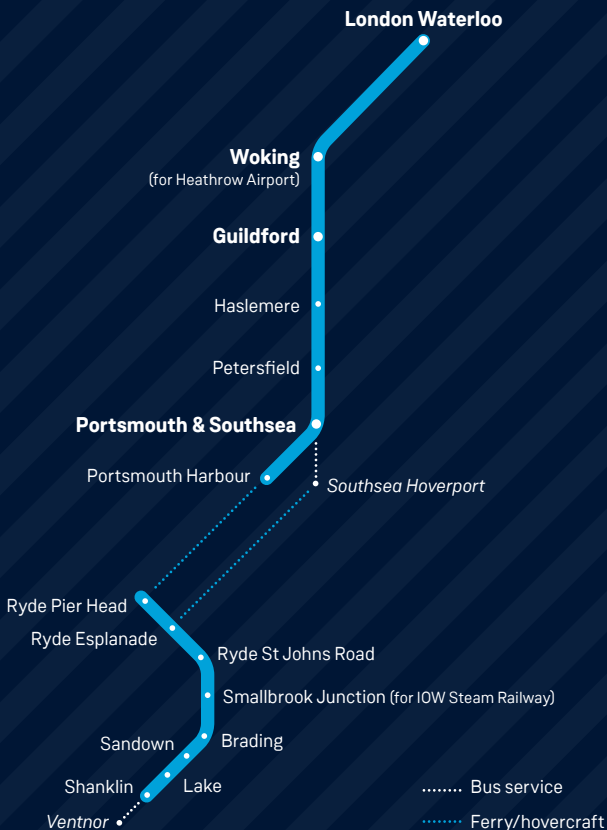 London Waterloo
Woking
(for Heathrow Airport)
Guildford
Haslemere
Petersfield
Portsmouth & Southsea
Portsmouth Harbour
Southsea Hoverport
Ryde Pier Head
Ryde Esplanade
Ryde St Johns Road
Smallbrook Junction (for IOW Steam Railway)
Brading
Sandown
Lake
Shanklin
Bus service
Ventnor
Ferry/hovercraft